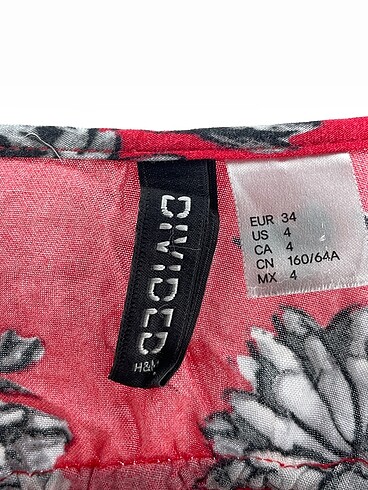 DIVIDED
H&M
EUR 34
US 4
CA 4
CN 160/64A
MX 4